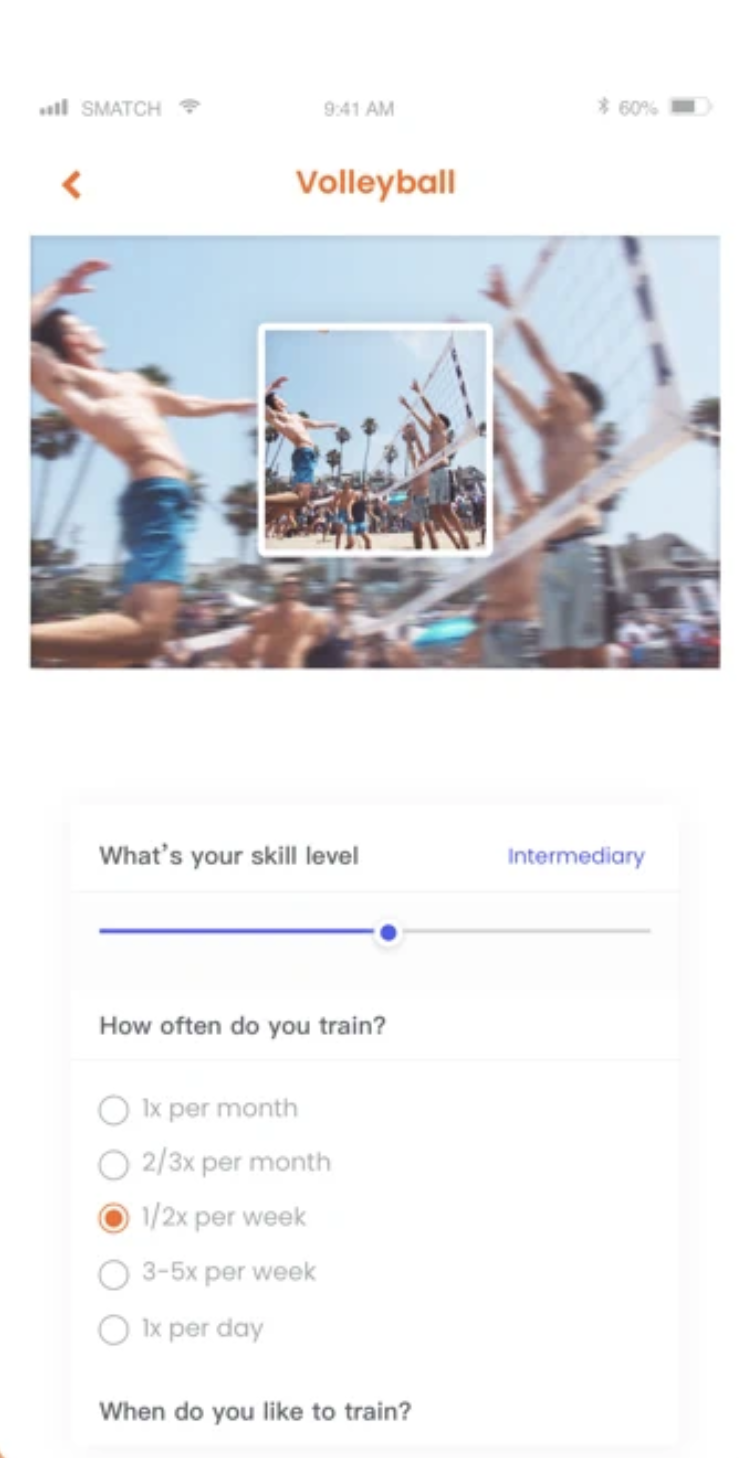 SMATCH
9:41 AM
60%
Volleyball
What's your skill level
Intermediary
How often do you train?
1x per month
2/3x per month
1/2x per week
3-5x per week
1x per day
When do you like to train?